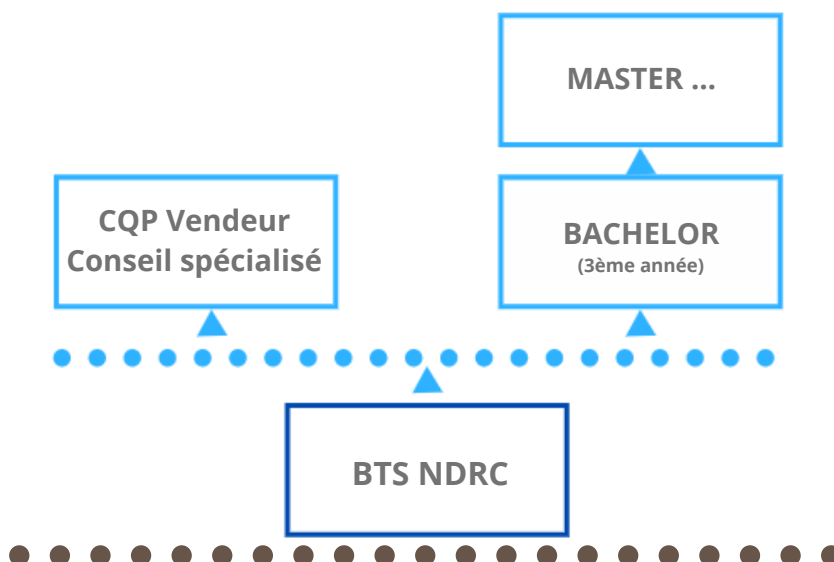 MASTER ...
CQP Vendeur
Conseil spécialisé
BACHELOR
(3ème année)
BTS NDRC